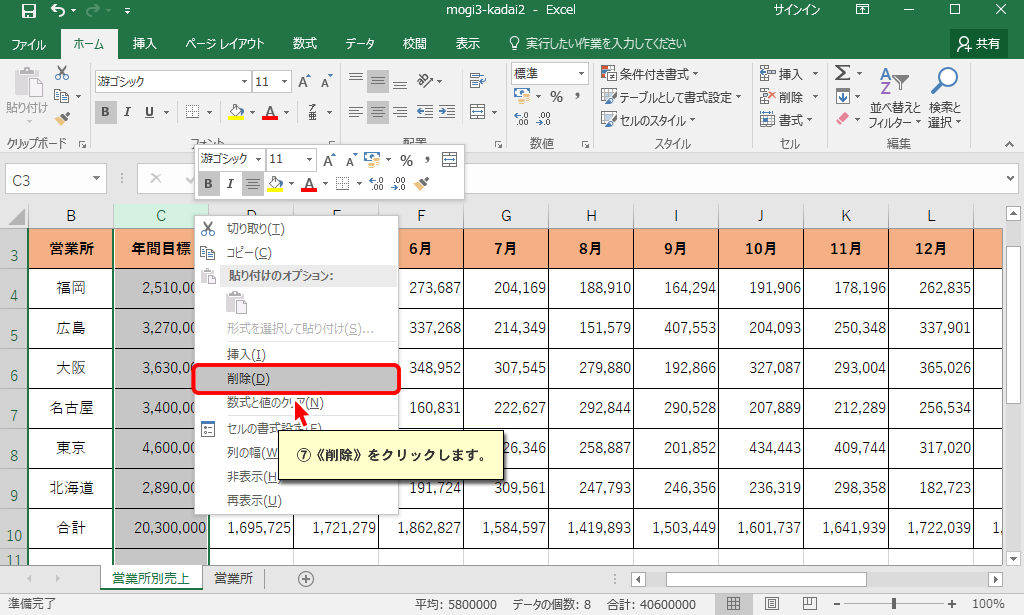 mogi3-kadai2 - Excel
サインイン
ファイル ホーム 挿入 ページ レイアウト 数式 データ 校閲 表示 実行したい作業を入力してください 共有
貼り付け
游ゴシック 11
B I U
標準
%
条件付き書式
テーブルとして書式設定
セルのスタイル
挿入
削除
書式
並べ替えと
フィルター
検索と
選択
クリップボード フォント 配置 数値 スタイル セル 編集
游ゴシック 11 %
B I A
C3
B C D E F G H I J K L
3 営業所 年間目標 6月 7月 8月 9月 10月 11月 12月
4 福岡 2,510,00 273,687 204,169 188,910 164,294 191,906 178,196 262,835
5 広島 3,270,00 337,268 214,349 151,579 407,553 204,093 250,348 337,901
6 大阪 3,630,00 348,952 307,545 279,880 192,866 327,087 293,004 365,026
7 名古屋 3,400,00 160,831 222,627 292,844 290,528 207,889 212,289 256,534
8 東京 4,600,00 26,346 258,887 201,852 434,443 409,744 317,020
9 北海道 2,890,00 191,724 309,561 247,793 246,356 236,319 298,358 182,723
10 合計 20,300,000 1,695,725 1,721,279 1,862,827 1,584,597 1,419,893 1,503,449 1,601,737 1,641,939 1,722,039 1,
11
切り取り(T)
コピー(C)
貼り付けのオプション:
形式を選択して貼り付け(S)...
挿入(I)
削除(D)
数式と値のクリア(N)
セルの書式設定(F)
列の幅(W
非表示(H)
再表示(U)
⑦《削除》をクリックします。
営業所別売上 営業所
準備完了 平均: 5800000 データの個数: 8 合計: 40600000 100%